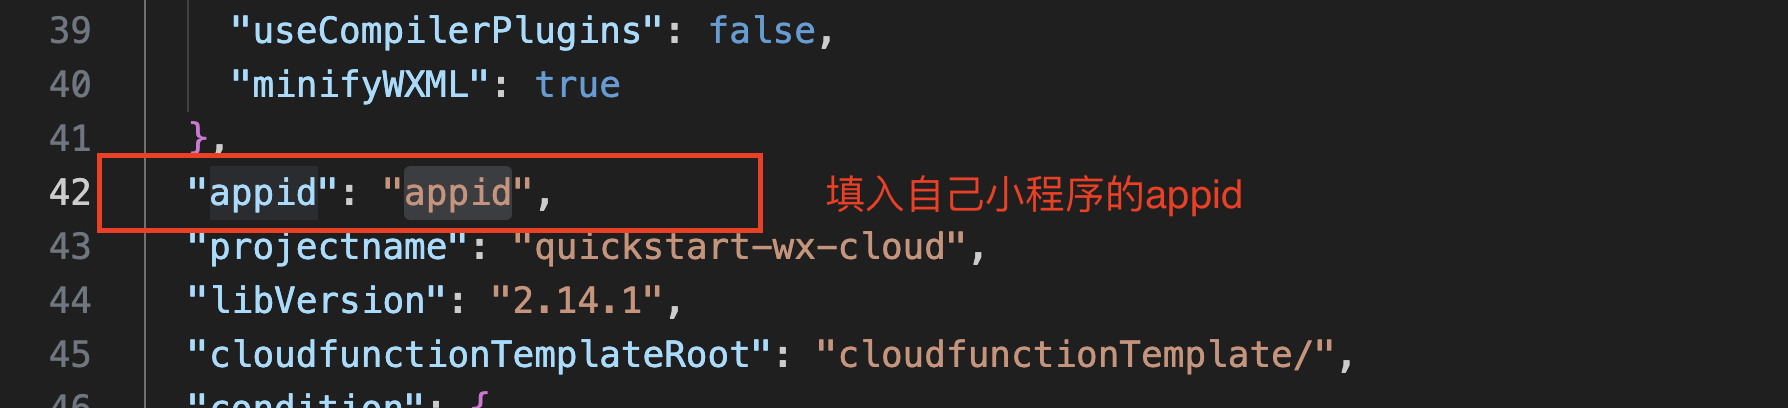 39 "useCompilerPlugins": false,
40 "minifyWXML": true
41 },
42 "appid": "appid", 填入自己小程序的appid
43 "projectname": "quickstart-wx-cloud",
44 "libVersion": "2.14.1",
45 "cloudfunctionTemplateRoot": "cloudfunctionTemplate/",
46 "condition": {